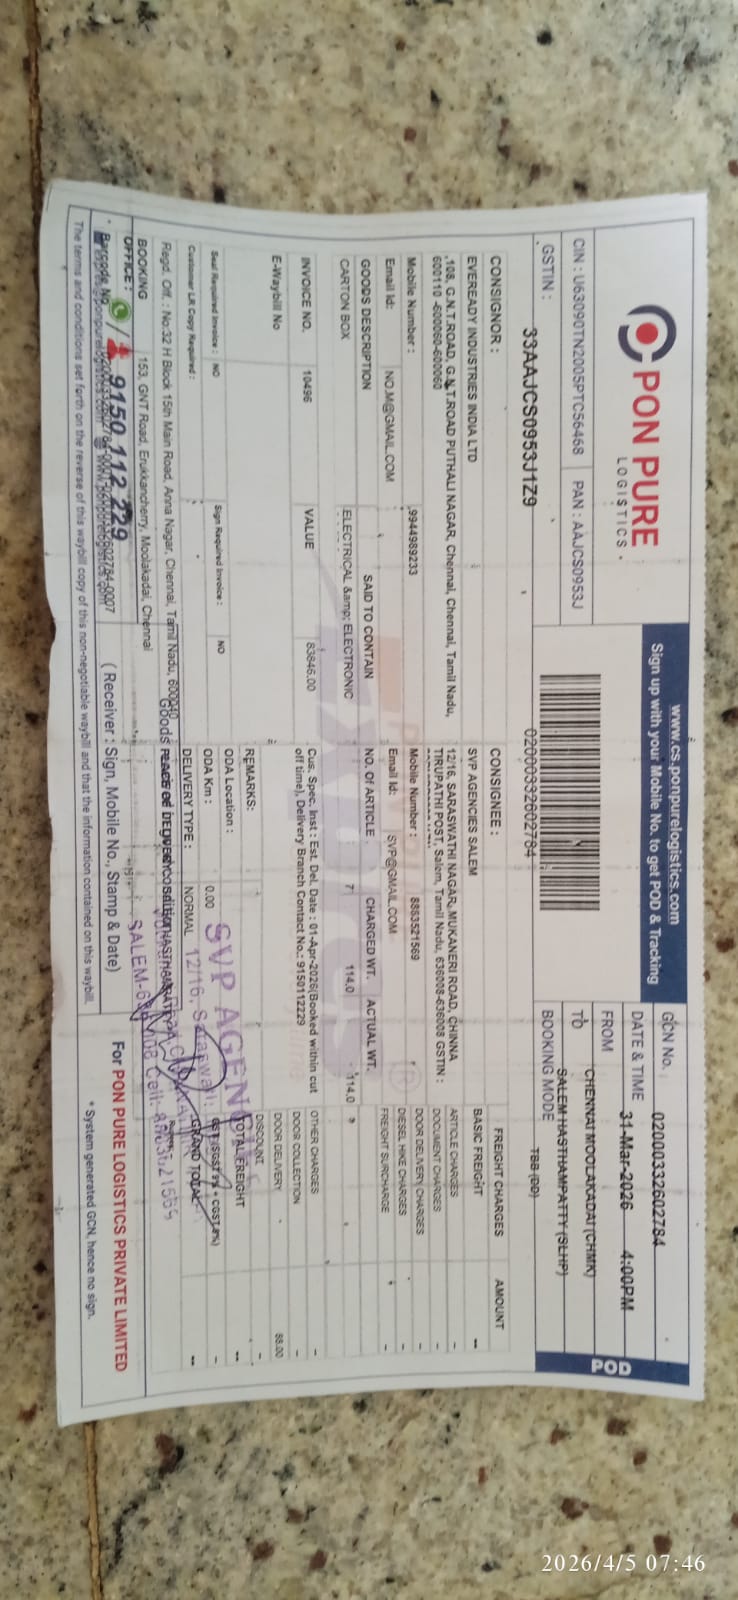 PON PURE
LOGISTICS
www.cs.ponpurelogistics.com
Sign up with your Mobile No. to get POD & Tracking
CIN : U63090TN2005PTC56468 PAN : AAJCS0953J
GSTIN : 33AAJCS0953J1Z9
02000332602784
GCN No. 02000332602784
DATE & TIME 31-Mar-2026 4:00PM
FROM CHENNAI MOOLAKADAI (CHMK)
TO SALEM HASTHAMPATTY (SLHP)
BOOKING MODE TBB (DD)
POD
CONSIGNOR :
EVEREADY INDUSTRIES INDIA LTD
,108, G.N.T.ROAD, G.N.T.ROAD PUTHALI NAGAR, Chennai, Chennai, Tamil Nadu,
600110 -600060-600060
Mobile Number : 9944989233
Email Id: NO.M@GMAIL.COM
CONSIGNEE :
SVP AGENCIES SALEM
12/16, SARASWATHI NAGAR, MUKANERI ROAD, CHINNA
TIRUPATHI POST, Salem, Tamil Nadu, 636008-636008 GSTIN :
Mobile Number : 8863521569
Email Id: SVP@GMAIL.COM
FREIGHT CHARGES AMOUNT
BASIC FREIGHT --
ARTICLE CHARGES –
DOCUMENT CHARGES –
DOOR DELIVERY CHARGES –
DIESEL HIKE CHARGES –
FREIGHT SURCHARGE –
GOODS DESCRIPTION SAID TO CONTAIN NO. Of ARTICLE CHARGED WT. ACTUAL WT.
CARTON BOX ELECTRICAL &amp; ELECTRONIC 7 114.0 114.0
INVOICE NO. 10496 VALUE 83846.00
E-Waybill No
Cus. Spec. Inst : Est. Del. Date : 01-Apr-2026(Booked within cut
off time), Delivery Branch Contact No.: 9150112229
OTHER CHARGES –
DOOR COLLECTION –
DOOR DELIVERY 88.00
DISCOUNT –
TOTAL FREIGHT --
GRAND TOTAL --
REMARKS:
ODA Location :
ODA Km : 0.00
DELIVERY TYPE : NORMAL
Seal Required Invoice : NO Sign Required Invoice : NO
Customer LR Copy Required :
Regd. Off. : No:32 H Block 15th Main Road, Anna Nagar, Chennai, Tamil Nadu, 600040
BOOKING OFFICE : 153, GNT Road, Erukkancherry, Moolakadai, Chennai
9150 112 229
SVP AGENCIES
12/16,
SALEM-
Cell:
( Receiver : Sign, Mobile No., Stamp & Date)
For PON PURE LOGISTICS PRIVATE LIMITED
The terms and conditions set forth on the reverse of this waybill copy of this non-negotiable waybill and that the information contained on this waybill.
* System generated GCN, hence no sign.
2026/4/5 07:46